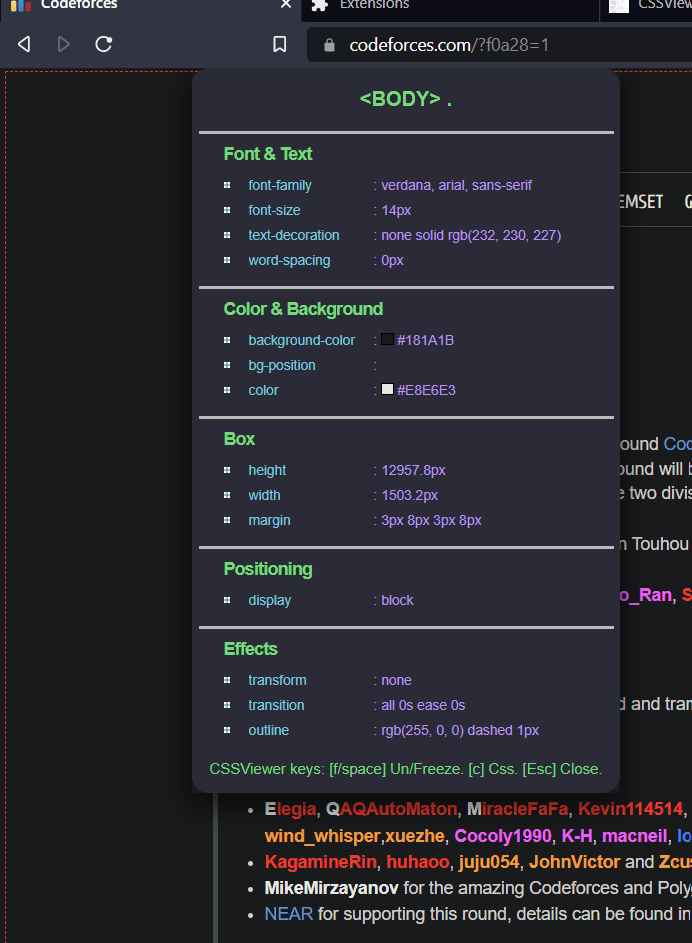 Codeforces
Extensions
CSSView
codeforces.com/?f0a28=1
<BODY> .
Font & Text
font-family : verdana, arial, sans-serif
font-size : 14px
text-decoration : none solid rgb(232, 230, 227)
word-spacing : 0px
Color & Background
background-color : #181A1B
bg-position :
color : #E8E6E3
Box
height : 12957.8px
width : 1503.2px
margin : 3px 8px 3px 8px
Positioning
display : block
Effects
transform : none
transition : all 0s ease 0s
outline : rgb(255, 0, 0) dashed 1px
CSSViewer keys: [f/space] Un/Freeze. [c] Css. [Esc] Close.
EMSET G
ound Cod
ound will b
e two divis
n Touhou
o_Ran, S
d and tran
Elegia, QAQAutoMaton, MiracleFaFa, Kevin114514,
wind_whisper,xuezhe, Cocoly1990, K-H, macneil, lo
KagamineRin, huhaoo, juju054, JohnVictor and Zcus
MikeMirzayanov for the amazing Codeforces and Poly
NEAR for supporting this round, details can be found in